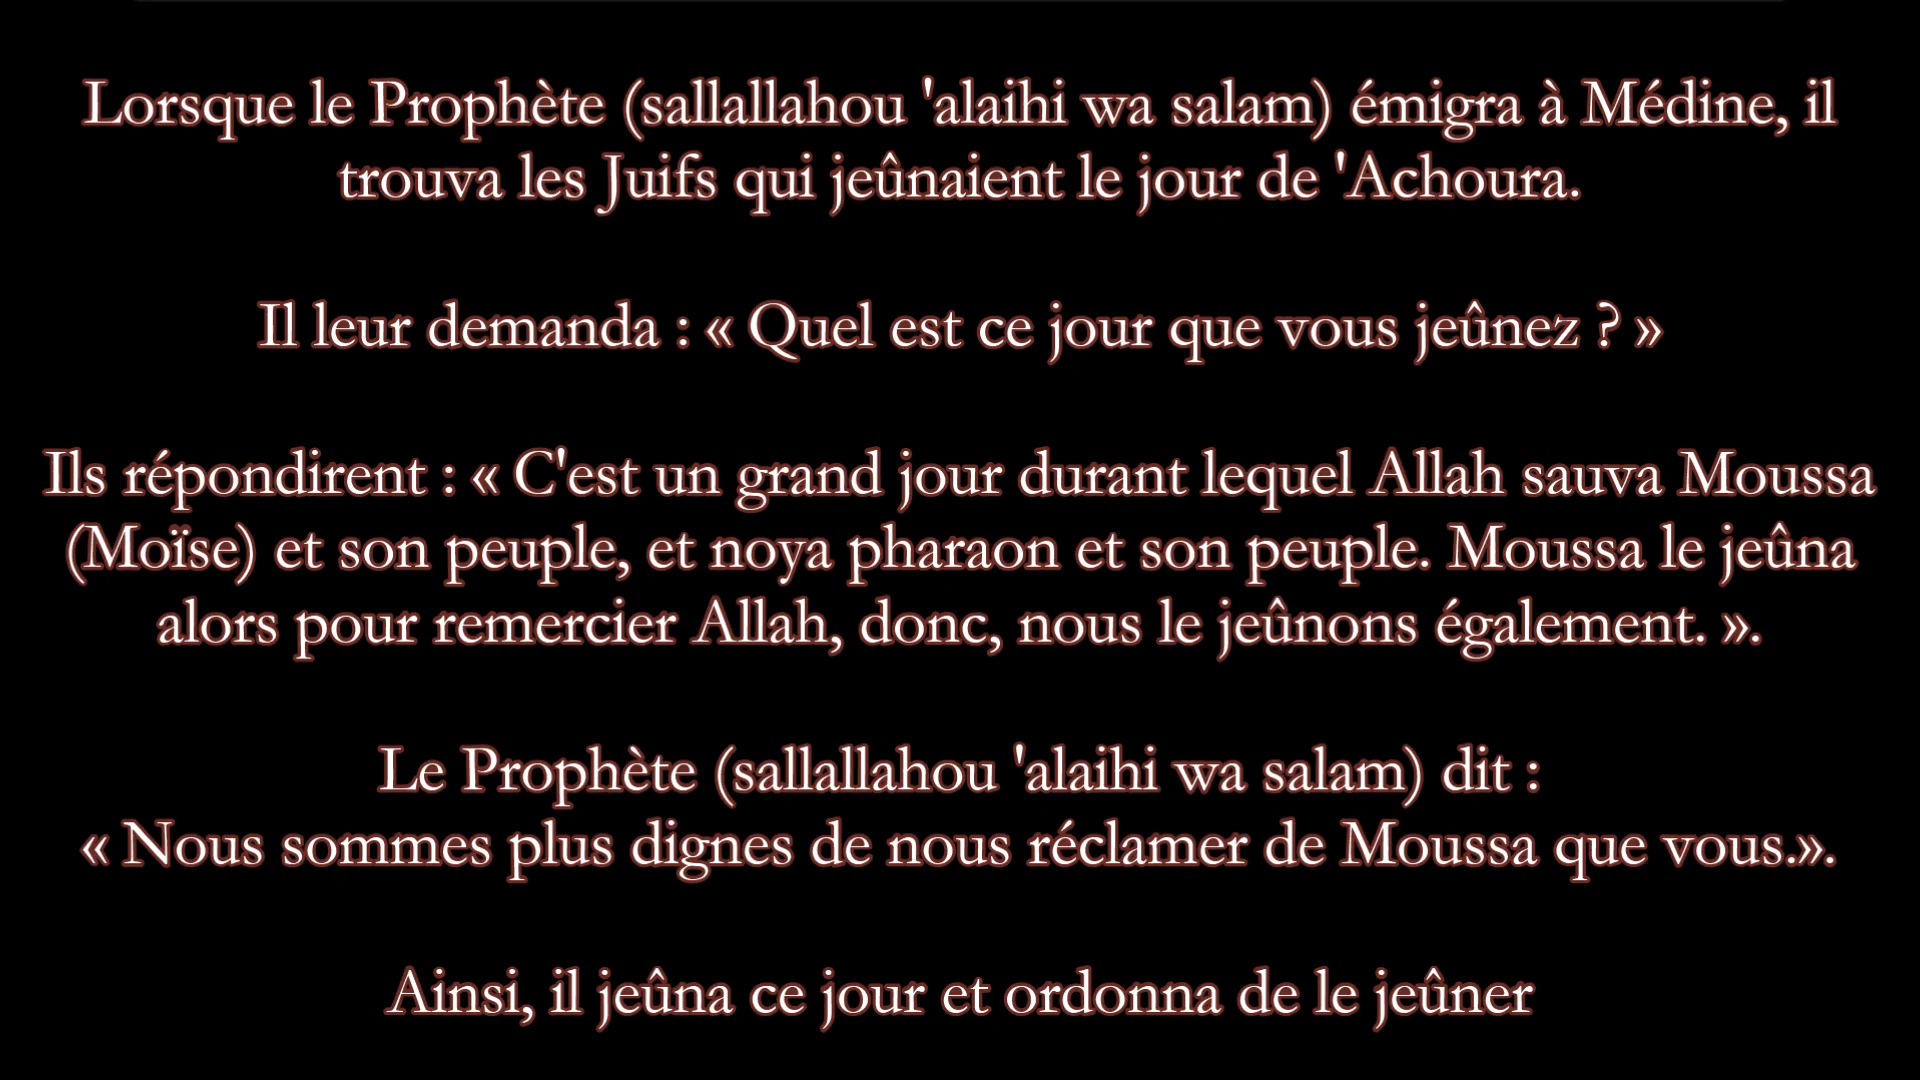 Lorsque le Prophète (sallallahou 'alaihi wa salam) émigra à Médine, il
trouva les Juifs qui jeûnaient le jour de 'Achoura.
Il leur demanda : « Quel est ce jour que vous jeûnez ? »
Ils répondirent : « C'est un grand jour durant lequel Allah sauva Moussa
(Moïse) et son peuple, et noya pharaon et son peuple. Moussa le jeûna
alors pour remercier Allah, donc, nous le jeûnons également. ».
Le Prophète (sallallahou 'alaihi wa salam) dit :
« Nous sommes plus dignes de nous réclamer de Moussa que vous.».
Ainsi, il jeûna ce jour et ordonna de le jeûner